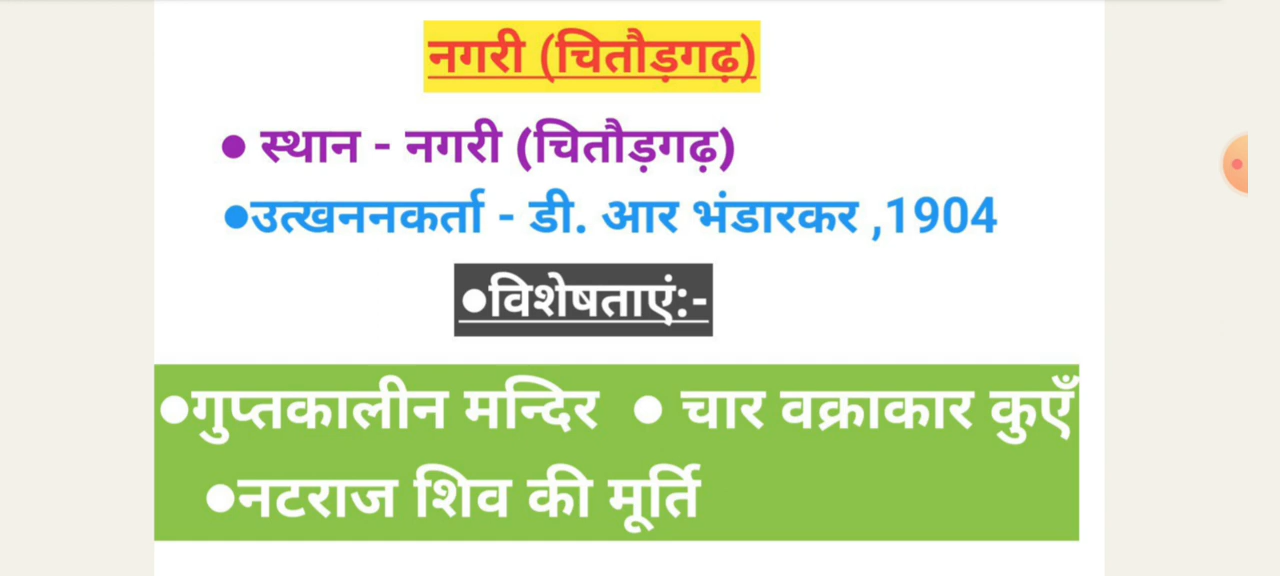 नगरी (चितौड़गढ़)
● स्थान - नगरी (चितौड़गढ़)
●उत्खननकर्ता - डी. आर भंडारकर ,1904
●विशेषताएं:-
●गुप्तकालीन मन्दिर ● चार वक्राकार कुएँ
●नटराज शिव की मूर्ति